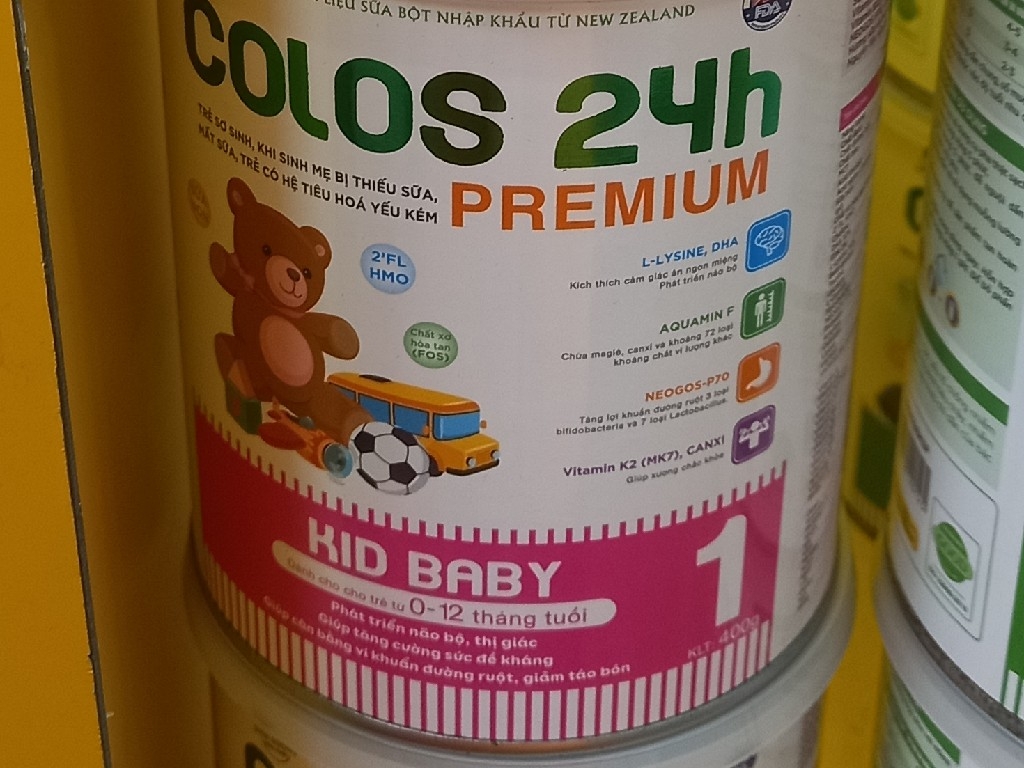 LIỆU SỮA BỘT NHẬP KHẨU TỪ NEW ZEALAND
FDA
COLOS 24h
PREMIUM
TRẺ SƠ SINH, KHI SINH MẸ BỊ THIẾU SỮA,
MẤT SỮA, TRẺ CÓ HỆ TIÊU HOÁ YẾU KÉM
2'FL
HMO
Chất xơ
hòa tan
(FOS)
L-LYSINE, DHA
Kích thích cảm giác ăn ngon miệng
Phát triển não bộ
AQUAMIN F
Chứa magiê, canxi và khoảng 72 loại
khoáng chất vi lượng khác
NEOGOS-P70
Tăng lợi khuẩn đường ruột 3 loại
bifidobacteria và 7 loại Lactobacillus.
Vitamin K2 (MK7), CANXI
Giúp xương chắc khỏe
KID BABY
1
Dành cho cho trẻ từ 0-12 tháng tuổi
Phát triển não bộ, thị giác
Giúp tăng cường sức đề kháng
Giúp cân bằng vi khuẩn đường ruột, giảm táo bón
KLT: 400g